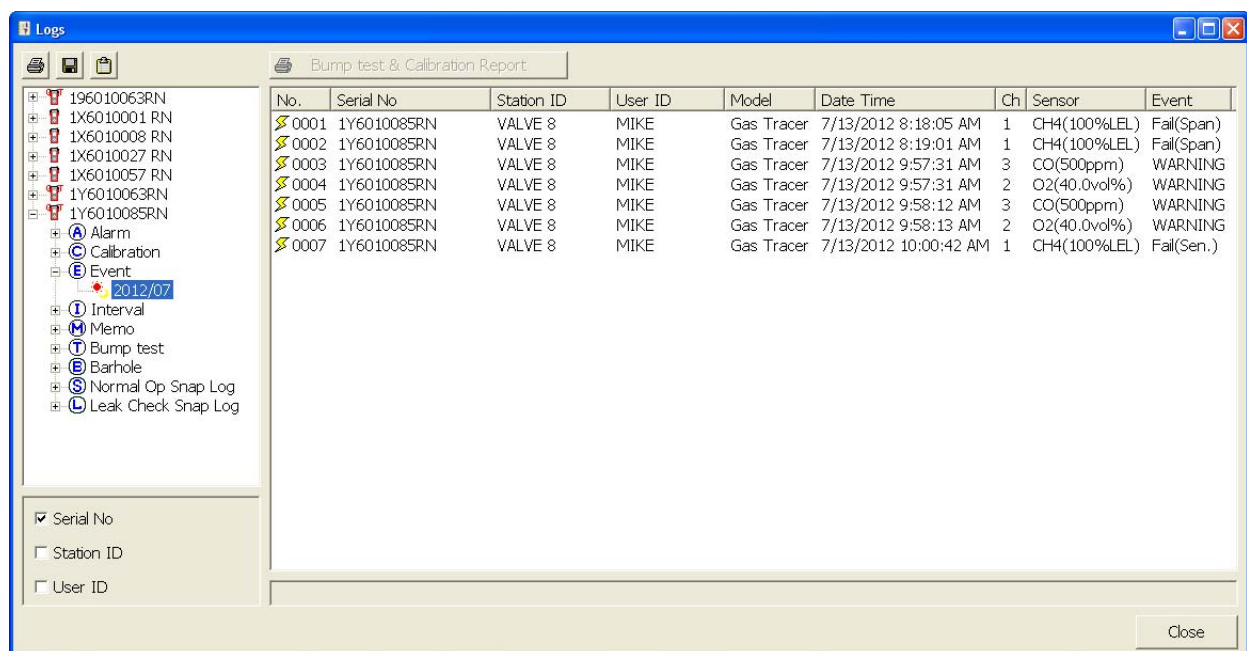 Logs
Bump test & Calibration Report
196010063RN
1X6010001 RN
1X6010008 RN
1X6010027 RN
1X6010057 RN
1Y6010063RN
1Y6010085RN
A Alarm
C Calibration
E Event
2012/07
I Interval
M Memo
T Bump test
B Barhole
S Normal Op Snap Log
L Leak Check Snap Log
Serial No
Station ID
User ID
No. Serial No Station ID User ID Model Date Time Ch Sensor Event
0001 1Y6010085RN VALVE 8 MIKE Gas Tracer 7/13/2012 8:18:05 AM 1 CH4(100%LEL) Fail(Span)
0002 1Y6010085RN VALVE 8 MIKE Gas Tracer 7/13/2012 8:19:01 AM 1 CH4(100%LEL) Fail(Span)
0003 1Y6010085RN VALVE 8 MIKE Gas Tracer 7/13/2012 9:57:31 AM 3 CO(500ppm) WARNING
0004 1Y6010085RN VALVE 8 MIKE Gas Tracer 7/13/2012 9:57:31 AM 2 O2(40.0vol%) WARNING
0005 1Y6010085RN VALVE 8 MIKE Gas Tracer 7/13/2012 9:58:12 AM 3 CO(500ppm) WARNING
0006 1Y6010085RN VALVE 8 MIKE Gas Tracer 7/13/2012 9:58:13 AM 2 O2(40.0vol%) WARNING
0007 1Y6010085RN VALVE 8 MIKE Gas Tracer 7/13/2012 10:00:42 AM 1 CH4(100%LEL) Fail(Sen.)
Close